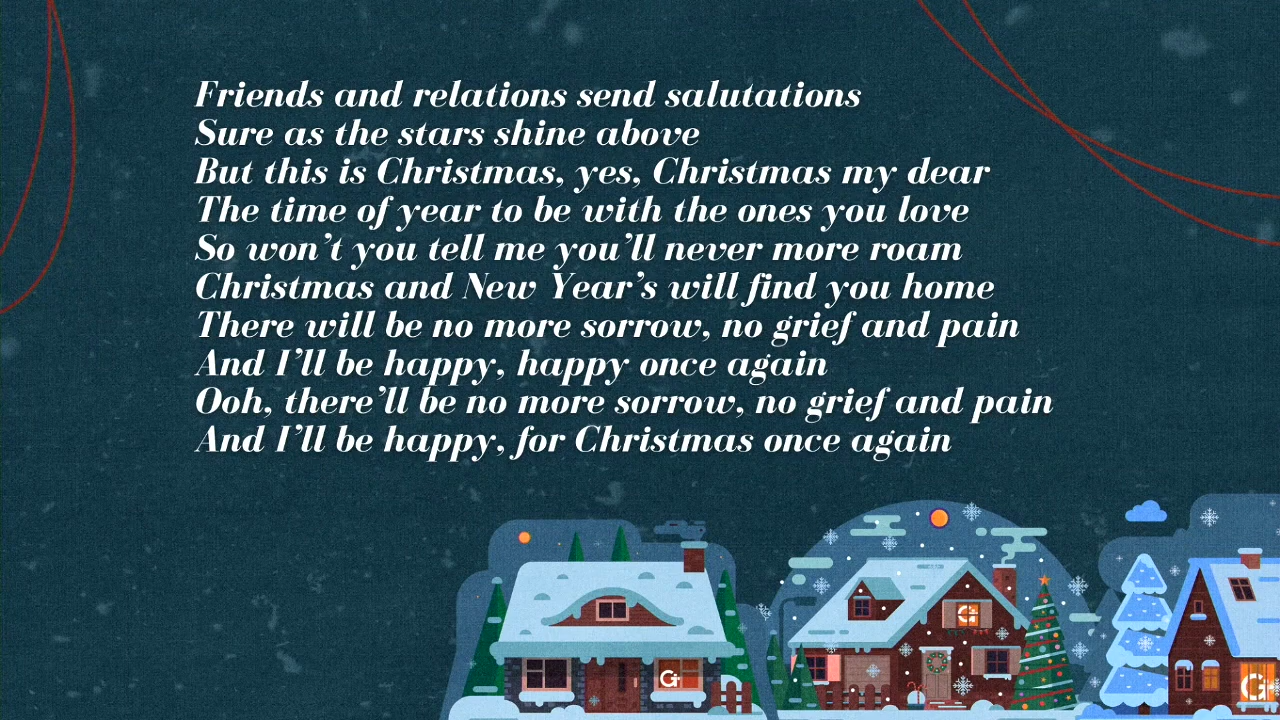 Friends and relations send salutations
Sure as the stars shine above
But this is Christmas, yes, Christmas my dear
The time of year to be with the ones you love
So won’t you tell me you’ll never more roam
Christmas and New Year’s will find you home
There will be no more sorrow, no grief and pain
And I’ll be happy, happy once again
Ooh, there’ll be no more sorrow, no grief and pain
And I’ll be happy, for Christmas once again